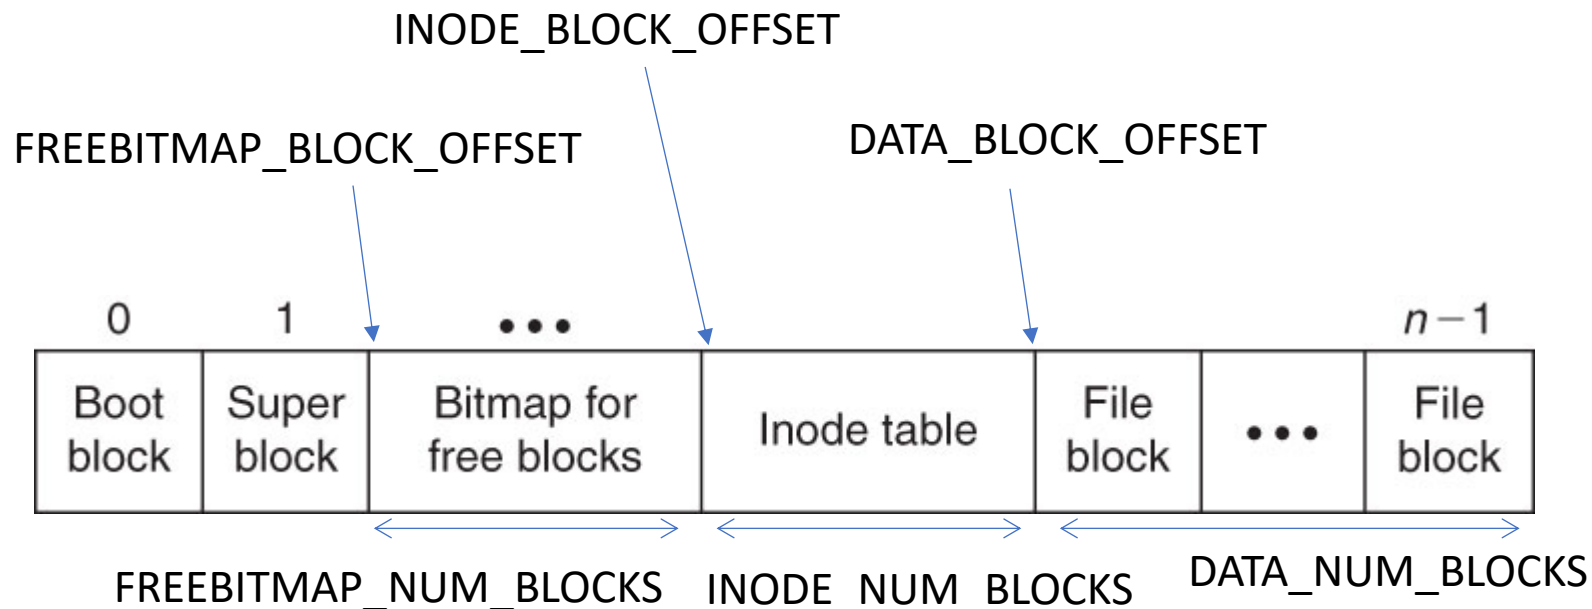 INODE_BLOCK_OFFSET
FREEBITMAP_BLOCK_OFFSET
DATA_BLOCK_OFFSET
0 1 ••• n−1
Boot block
Super block
Bitmap for free blocks
Inode table
File block
•••
File block
FREEBITMAP_NUM_BLOCKS
INODE_NUM_BLOCKS
DATA_NUM_BLOCKS